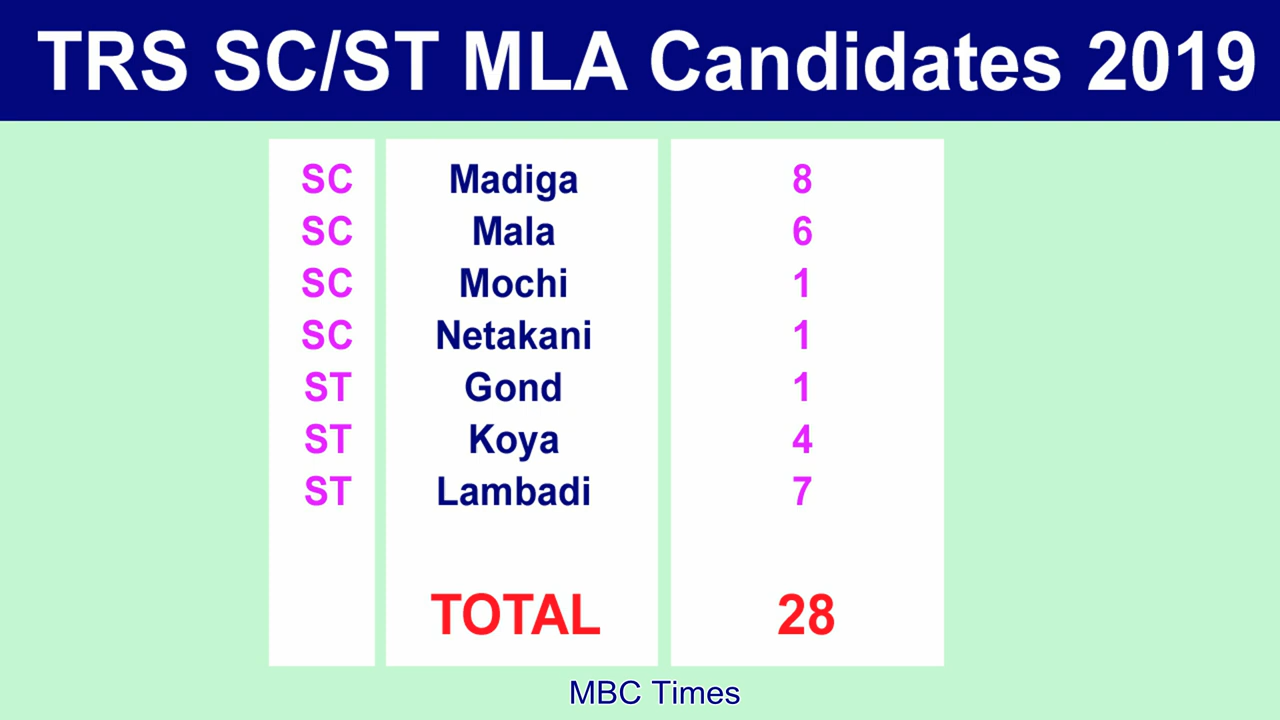 TRS SC/ST MLA Candidates 2019
SC Madiga 8
SC Mala 6
SC Mochi 1
SC Netakani 1
ST Gond 1
ST Koya 4
ST Lambadi 7
TOTAL 28
MBC Times